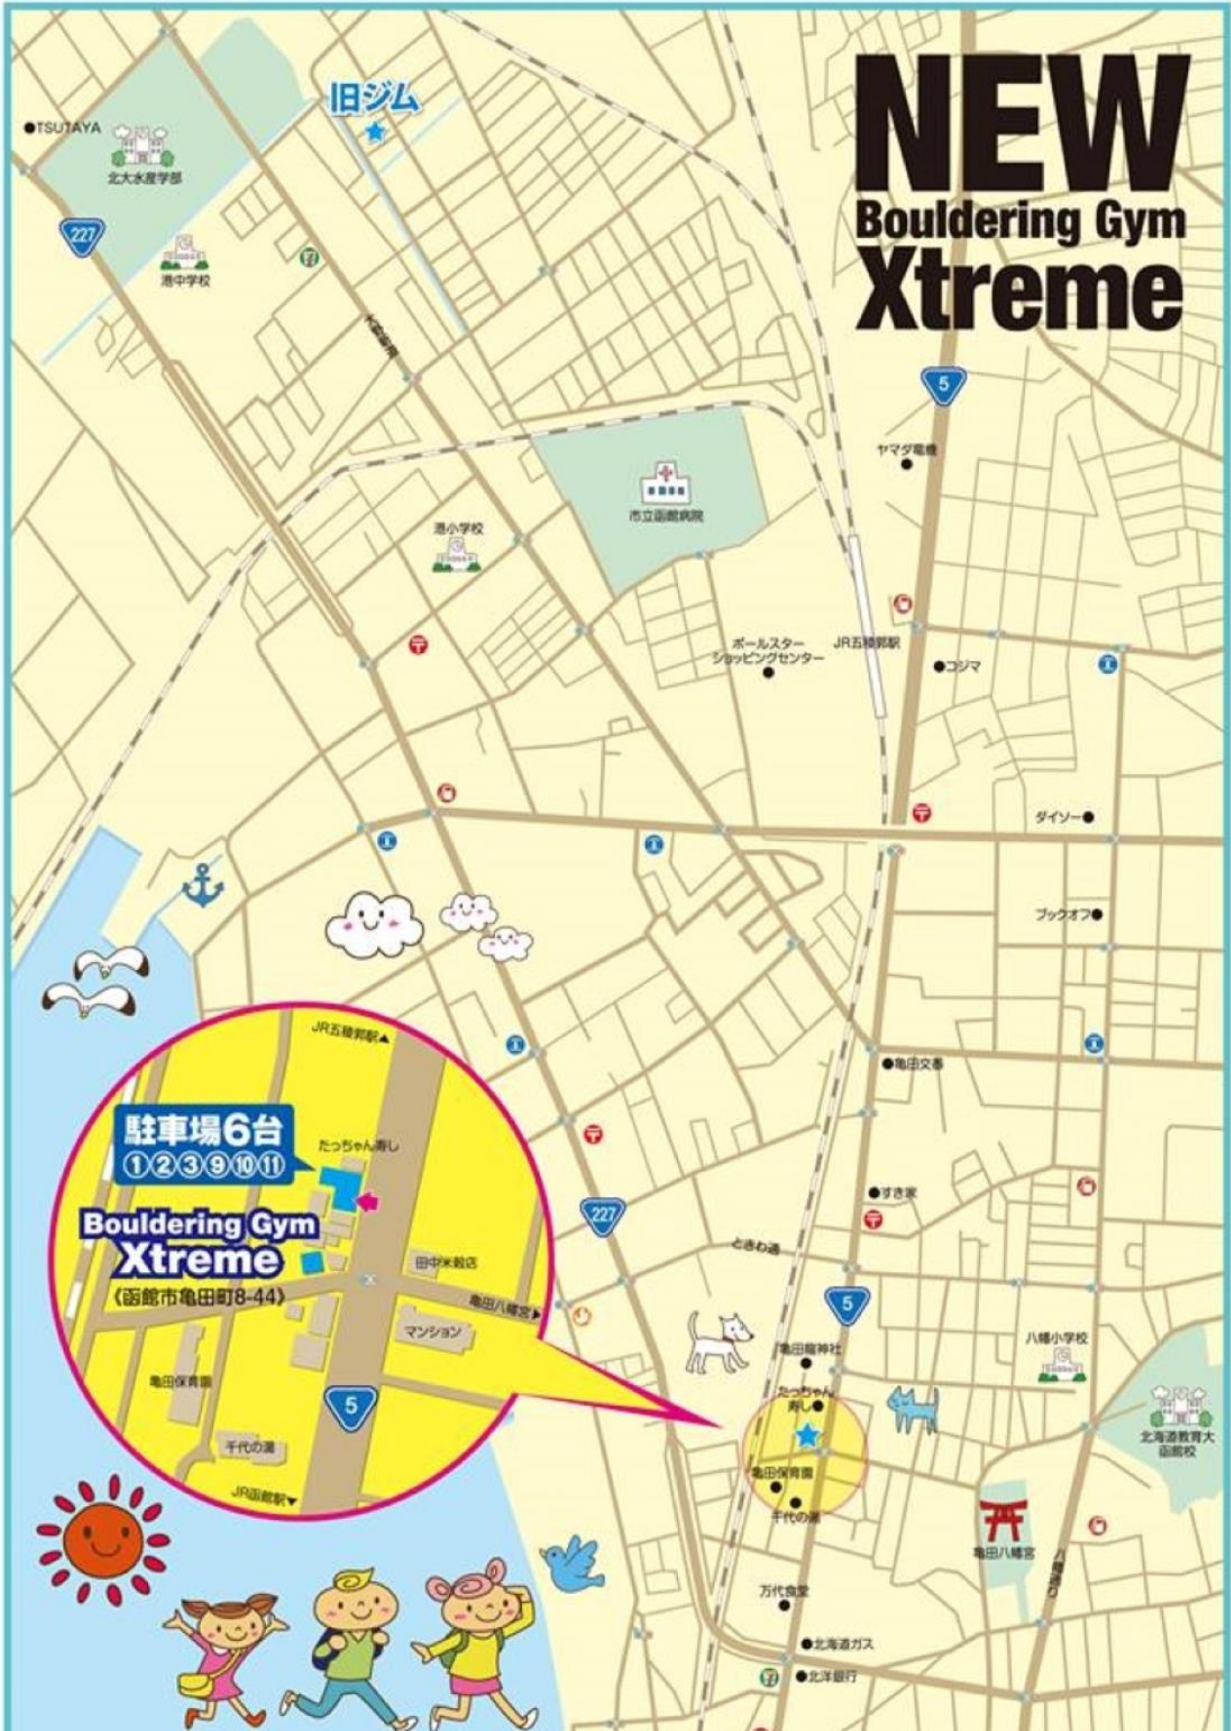 NEW
Bouldering Gym
Xtreme
旧ジム
TSUTAYA
北大水産学部
227
港中学校
5
ヤマダ電機
市立函館病院
港小学校
ポールスター
ショッピングセンター
JR五稜郭駅
コジマ
ダイソー
ブックオフ
亀田交番
すき家
227
ときわ通
5
亀田龍神社
たっちゃん
寿し
亀田保育園
千代の湯
八幡小学校
北海道教育大
函館校
亀田八幡宮
八幡通り
万代食堂
北海道ガス
北洋銀行
JR五稜郭駅▲
駐車場6台
①②③⑨⑩⑪
たっちゃん寿し
Bouldering Gym
Xtreme
《函館市亀田町8-44》
田中米穀店
亀田八幡宮▶
マンション
亀田保育園
5
千代の湯
JR函館駅▼